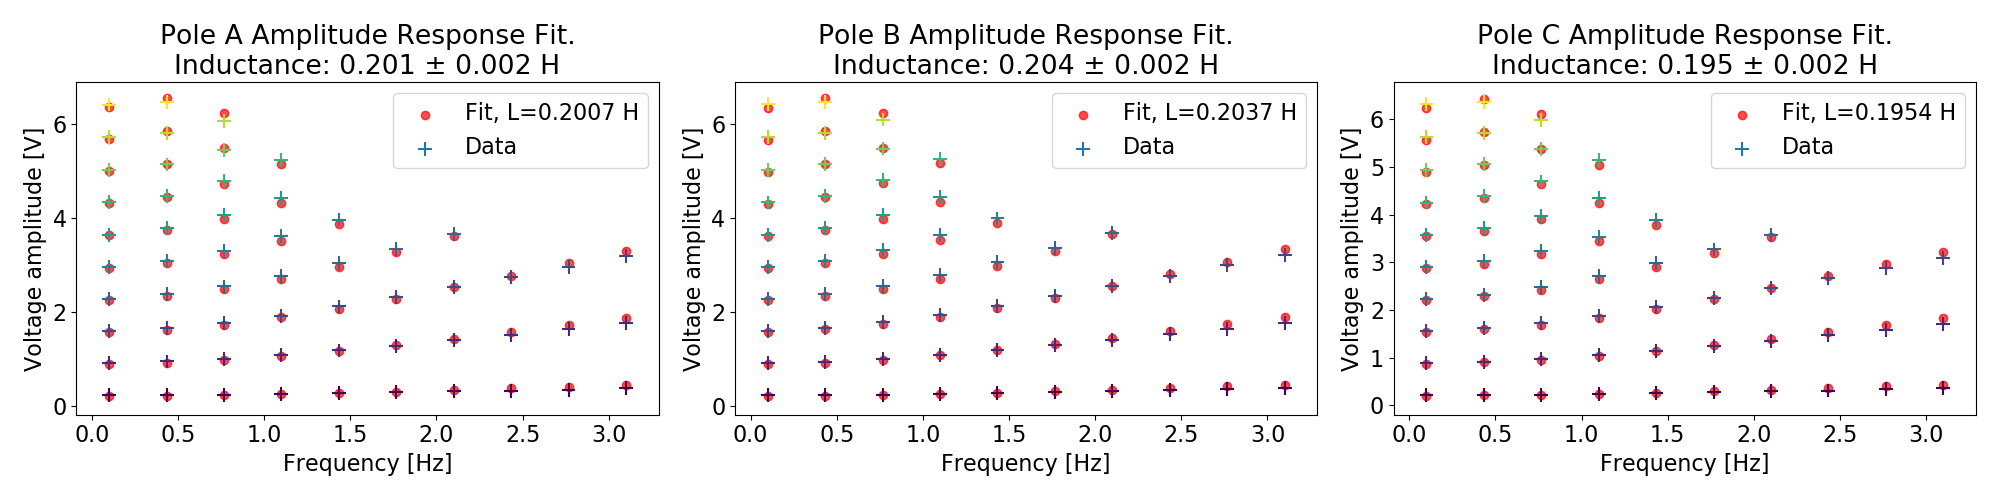 Pole A Amplitude Response Fit.
Inductance: 0.201 ± 0.002 H
Voltage amplitude [V]
6
4
2
0
Fit, L=0.2007 H
Data
0.0 0.5 1.0 1.5 2.0 2.5 3.0
Frequency [Hz]
Pole B Amplitude Response Fit.
Inductance: 0.204 ± 0.002 H
Voltage amplitude [V]
6
4
2
0
Fit, L=0.2037 H
Data
0.0 0.5 1.0 1.5 2.0 2.5 3.0
Frequency [Hz]
Pole C Amplitude Response Fit.
Inductance: 0.195 ± 0.002 H
Voltage amplitude [V]
6
5
4
3
2
1
0
Fit, L=0.1954 H
Data
0.0 0.5 1.0 1.5 2.0 2.5 3.0
Frequency [Hz]